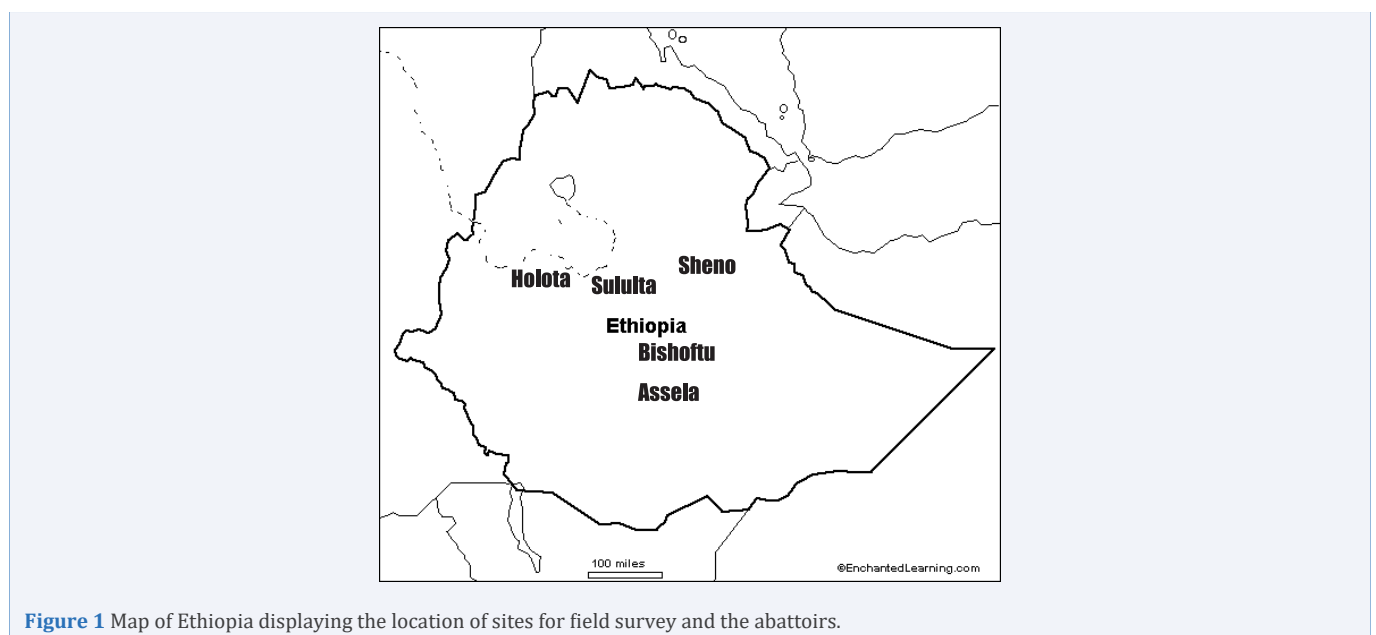 Sheno
Holota
Sululta
Ethiopia
Bishoftu
Assela
100 miles
©EnchantedLearning.com
Figure 1 Map of Ethiopia displaying the location of sites for field survey and the abattoirs.